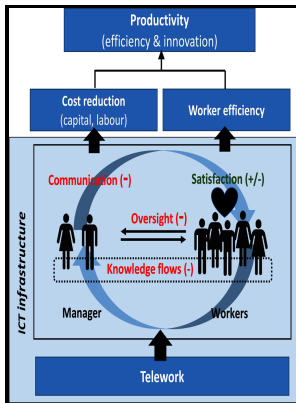 Productivity
(efficiency & innovation)
Cost reduction
(capital, labour)
Worker efficiency
ICT infrastructure
Communication (-)
Satisfaction (+/-)
Oversight (-)
Knowledge flows (-)
Manager
Workers
Telework